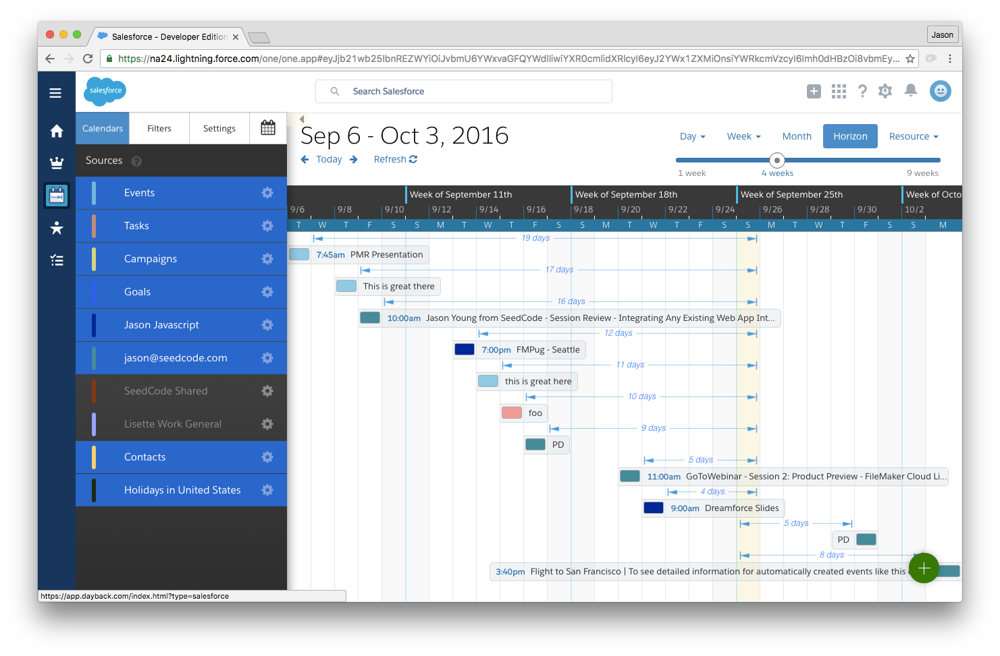 Salesforce - Developer Edition
Jason
https://na24.lightning.force.com/one/one.app#eyJjb21wb25lbnREZWYiOiJvbmU6YWxvaGFQYWdlIiwiYXR0cmlidXRlcyI6eyJ2YWx1ZXMiOnsiYWRkcmVzcyI6Imh0dHBzOi8vbmEy...
salesforce
Search Salesforce
Calendars
Filters
Settings
Sep 6 - Oct 3, 2016
Day
Week
Month
Horizon
Resource
Today
Refresh
1 week
4 weeks
9 weeks
Sources
Events
Tasks
Campaigns
Goals
Jason Javascript
jason@seedcode.com
SeedCode Shared
Lisette Work General
Contacts
Holidays in United States
Week of September 11th
Week of September 18th
Week of September 25th
Week of Octo
9/6 9/8 9/10 9/12 9/14 9/16 9/18 9/20 9/22 9/24 9/26 9/28 9/30 10/2
T W T F S S M T W T F S S M T W T F S S M T W T F S S M
19 days
7:45am PMR Presentation
17 days
This is great there
16 days
10:00am Jason Young from SeedCode - Session Review - Integrating Any Existing Web App Int...
12 days
7:00pm FMPug - Seattle
11 days
this is great here
10 days
foo
9 days
PD
5 days
11:00am GoToWebinar - Session 2: Product Preview - FileMaker Cloud Li...
4 days
9:00am Dreamforce Slides
5 days
PD
8 days
3:40pm Flight to San Francisco | To see detailed information for automatically created events like this
https://app.dayback.com/index.html?type=salesforce